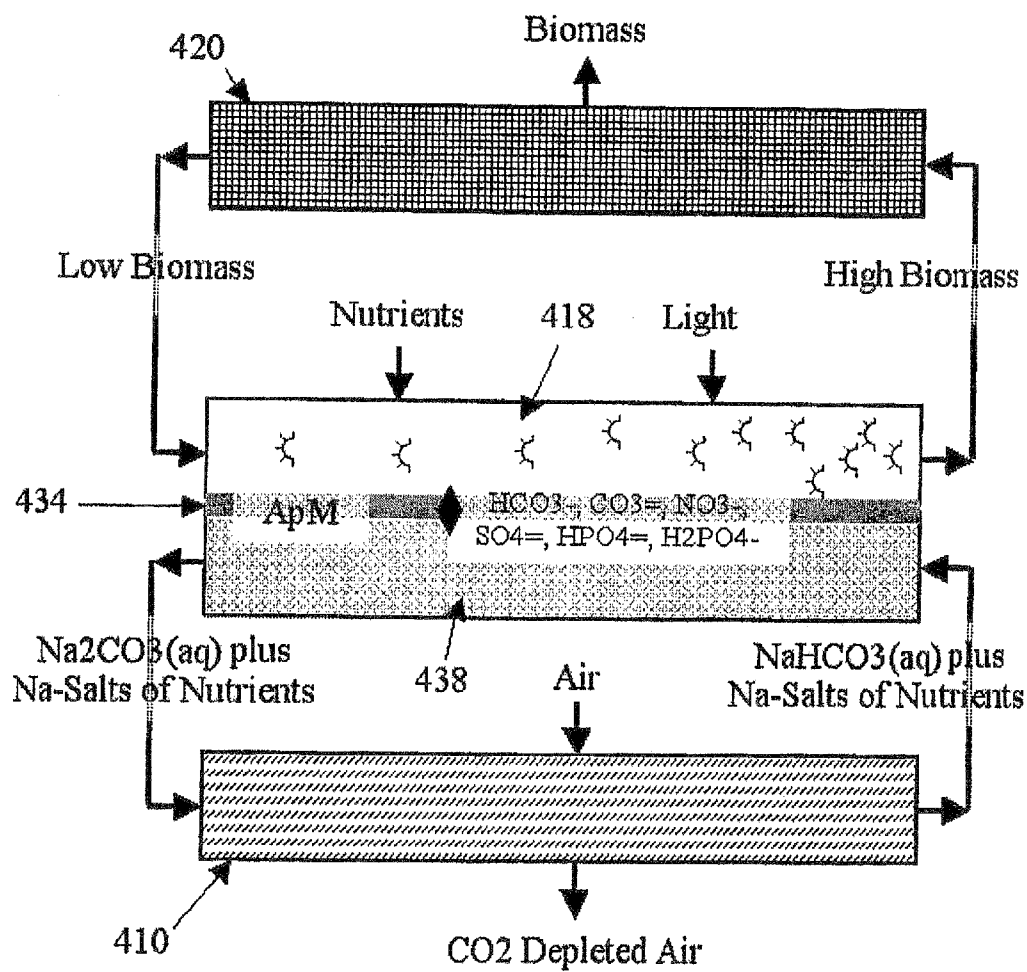 Biomass
420
Low Biomass
High Biomass
Nutrients
418
Light
434
ApM
HCO3-, CO3=, NO3-,
SO4=, HPO4=, H2PO4-
Na2CO3(aq) plus
Na-Salts of Nutrients
438
Air
NaHCO3(aq) plus
Na-Salts of Nutrients
410
CO2 Depleted Air